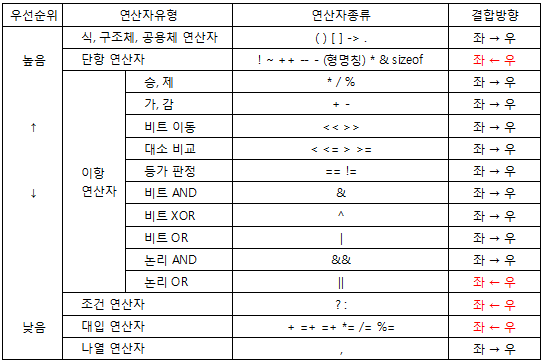 우선순위 연산자유형 연산자종류 결합방향
식, 구조체, 공용체 연산자 ( ) [ ] -> . 좌 → 우
높음 단항 연산자 ! ~ ++ -- - (형명칭) * & sizeof 좌 ← 우
승, 제 * / % 좌 → 우
가, 감 + - 좌 → 우
↑ 비트 이동 << >> 좌 → 우
대소 비교 < <= > >= 좌 → 우
이항 연산자 등가 판정 == != 좌 → 우
↓ 비트 AND & 좌 → 우
비트 XOR ^ 좌 → 우
비트 OR | 좌 → 우
논리 AND && 좌 → 우
논리 OR || 좌 ← 우
조건 연산자 ? : 좌 ← 우
낮음 대입 연산자 + =+ =+ *= /= %= 좌 ← 우
나열 연산자 , 좌 → 우